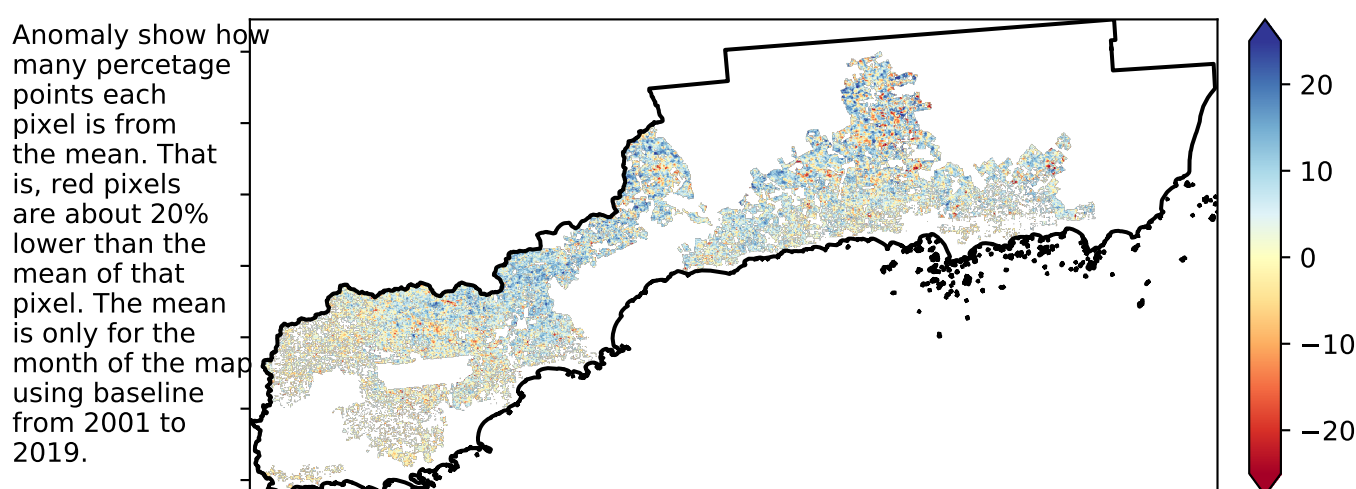 Anomaly show how
many percetage
points each
pixel is from
the mean. That
is, red pixels
are about 20%
lower than the
mean of that
pixel. The mean
is only for the
month of the map
using baseline
from 2001 to
2019.
20
10
0
−10
−20